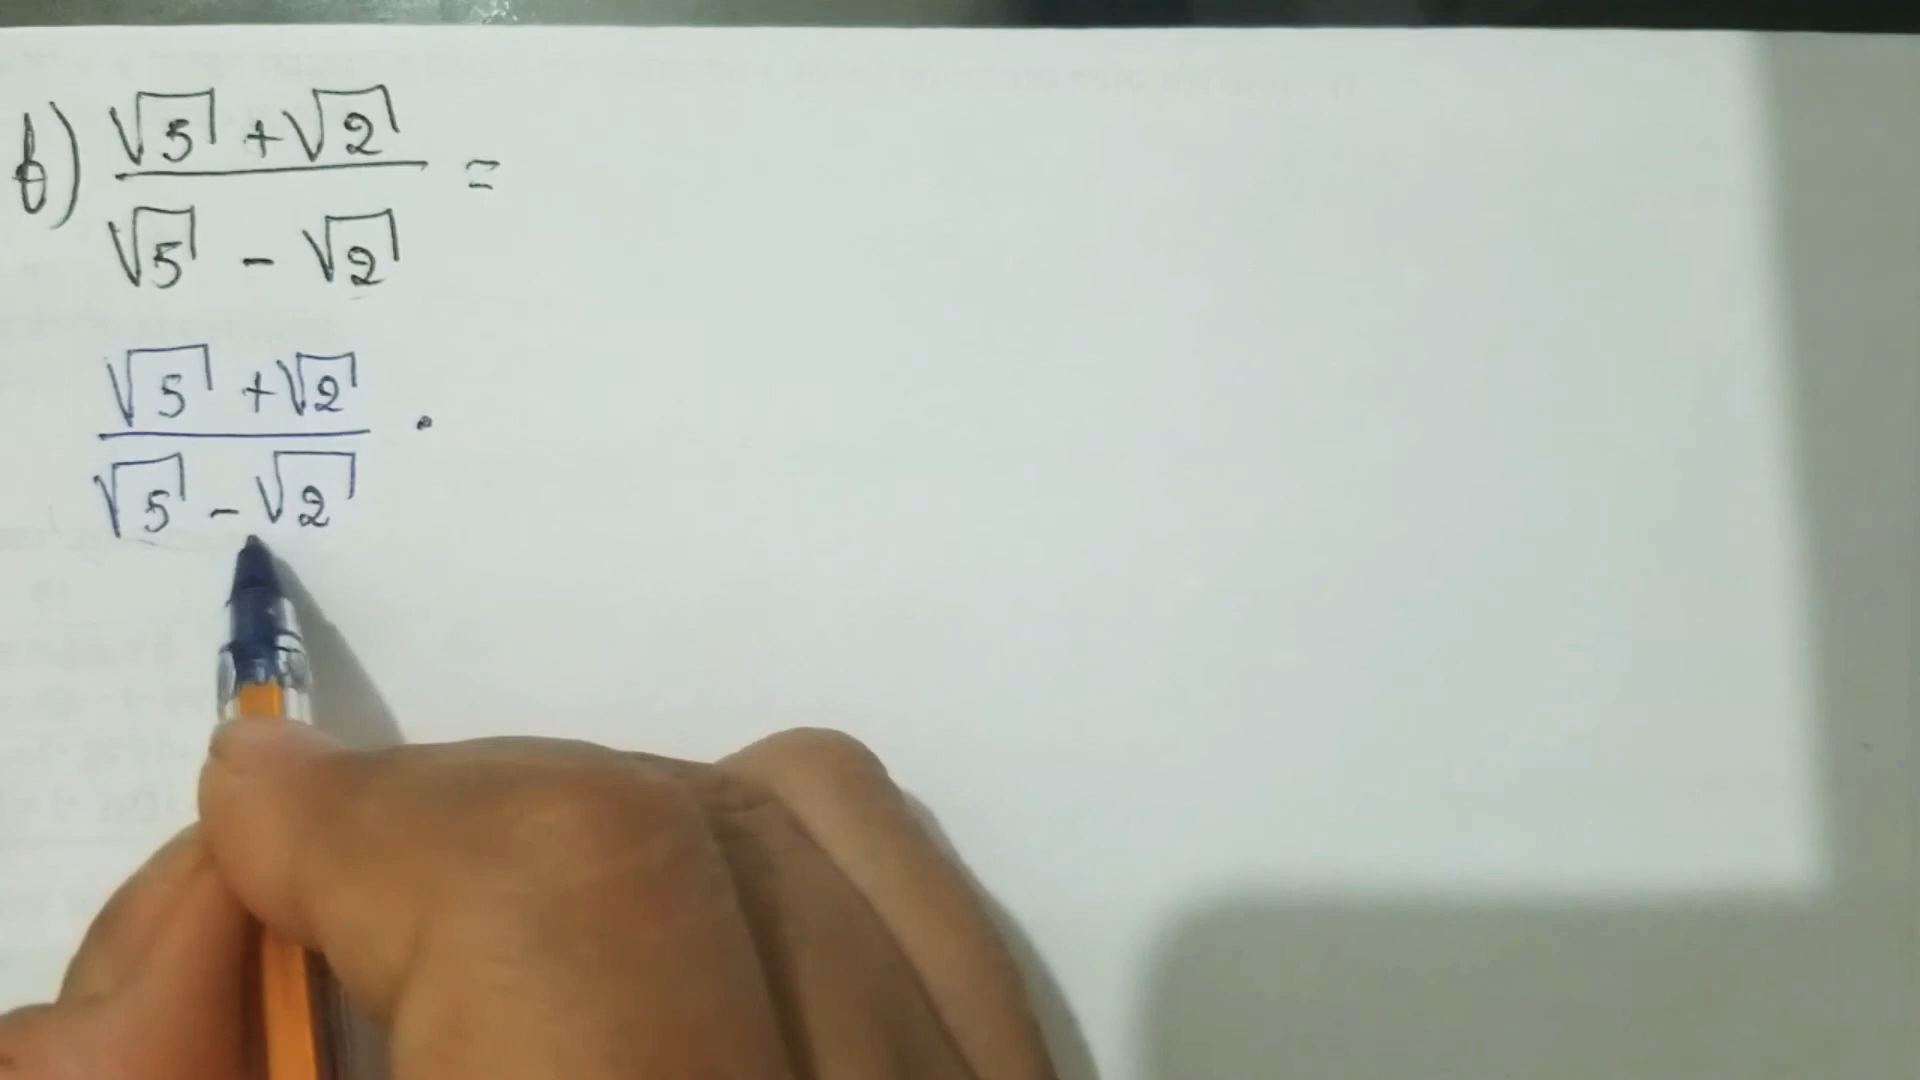 b) (√5 + √2)/(√5 - √2) =
(√5 + √2)/(√5 - √2) ·